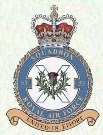 SQUADRON
ROYAL AIR FORCE
UNITED IN EFFORT